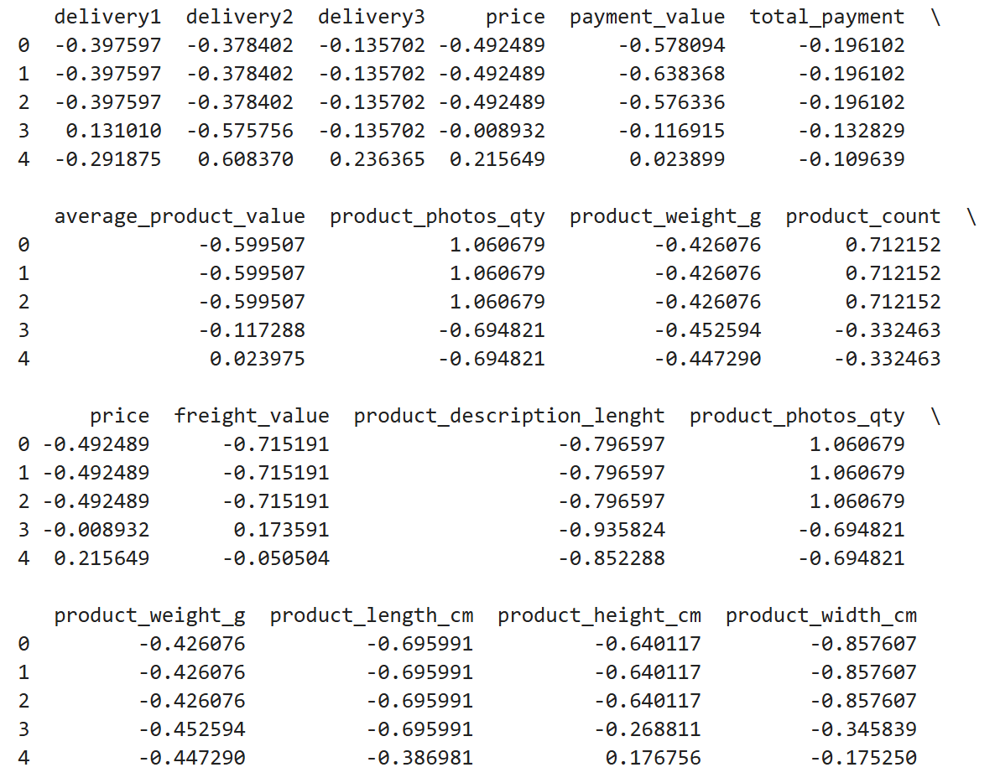 delivery1 delivery2 delivery3 price payment_value total_payment \
0 -0.397597 -0.378402 -0.135702 -0.492489 -0.578094 -0.196102
1 -0.397597 -0.378402 -0.135702 -0.492489 -0.638368 -0.196102
2 -0.397597 -0.378402 -0.135702 -0.492489 -0.576336 -0.196102
3 0.131010 -0.575756 -0.135702 -0.008932 -0.116915 -0.132829
4 -0.291875 0.608370 0.236365 0.215649 0.023899 -0.109639
average_product_value product_photos_qty product_weight_g product_count \
0 -0.599507 1.060679 -0.426076 0.712152
1 -0.599507 1.060679 -0.426076 0.712152
2 -0.599507 1.060679 -0.426076 0.712152
3 -0.117288 -0.694821 -0.452594 -0.332463
4 0.023975 -0.694821 -0.447290 -0.332463
price freight_value product_description_lenght product_photos_qty \
0 -0.492489 -0.715191 -0.796597 1.060679
1 -0.492489 -0.715191 -0.796597 1.060679
2 -0.492489 -0.715191 -0.796597 1.060679
3 -0.008932 0.173591 -0.935824 -0.694821
4 0.215649 -0.050504 -0.852288 -0.694821
product_weight_g product_length_cm product_height_cm product_width_cm
0 -0.426076 -0.695991 -0.640117 -0.857607
1 -0.426076 -0.695991 -0.640117 -0.857607
2 -0.426076 -0.695991 -0.640117 -0.857607
3 -0.452594 -0.695991 -0.268811 -0.345839
4 -0.447290 -0.386981 0.176756 -0.175250